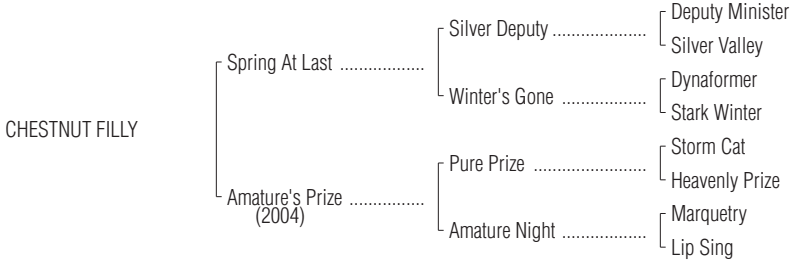 Deputy Minister
Silver Deputy ....................
Silver Valley
Spring At Last ..................
Dynaformer
Winter's Gone ..................
Stark Winter
CHESTNUT FILLY
Storm Cat
Pure Prize ........................
Heavenly Prize
Amature's Prize ................
(2004)
Marquetry
Amature Night ..................
Lip Sing